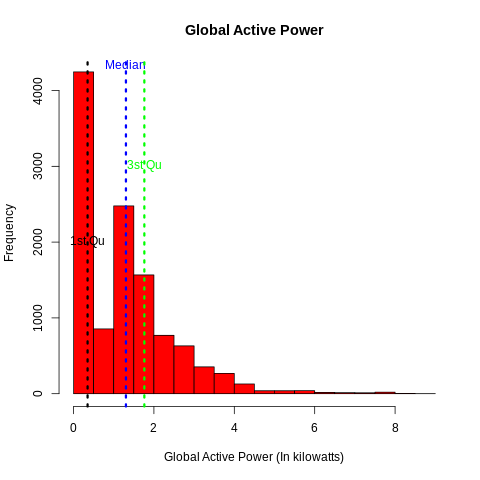 Global Active Power
Median
3st Qu
1st Qu
Frequency
0
1000
2000
3000
4000
0
2
4
6
8
Global Active Power (In kilowatts)